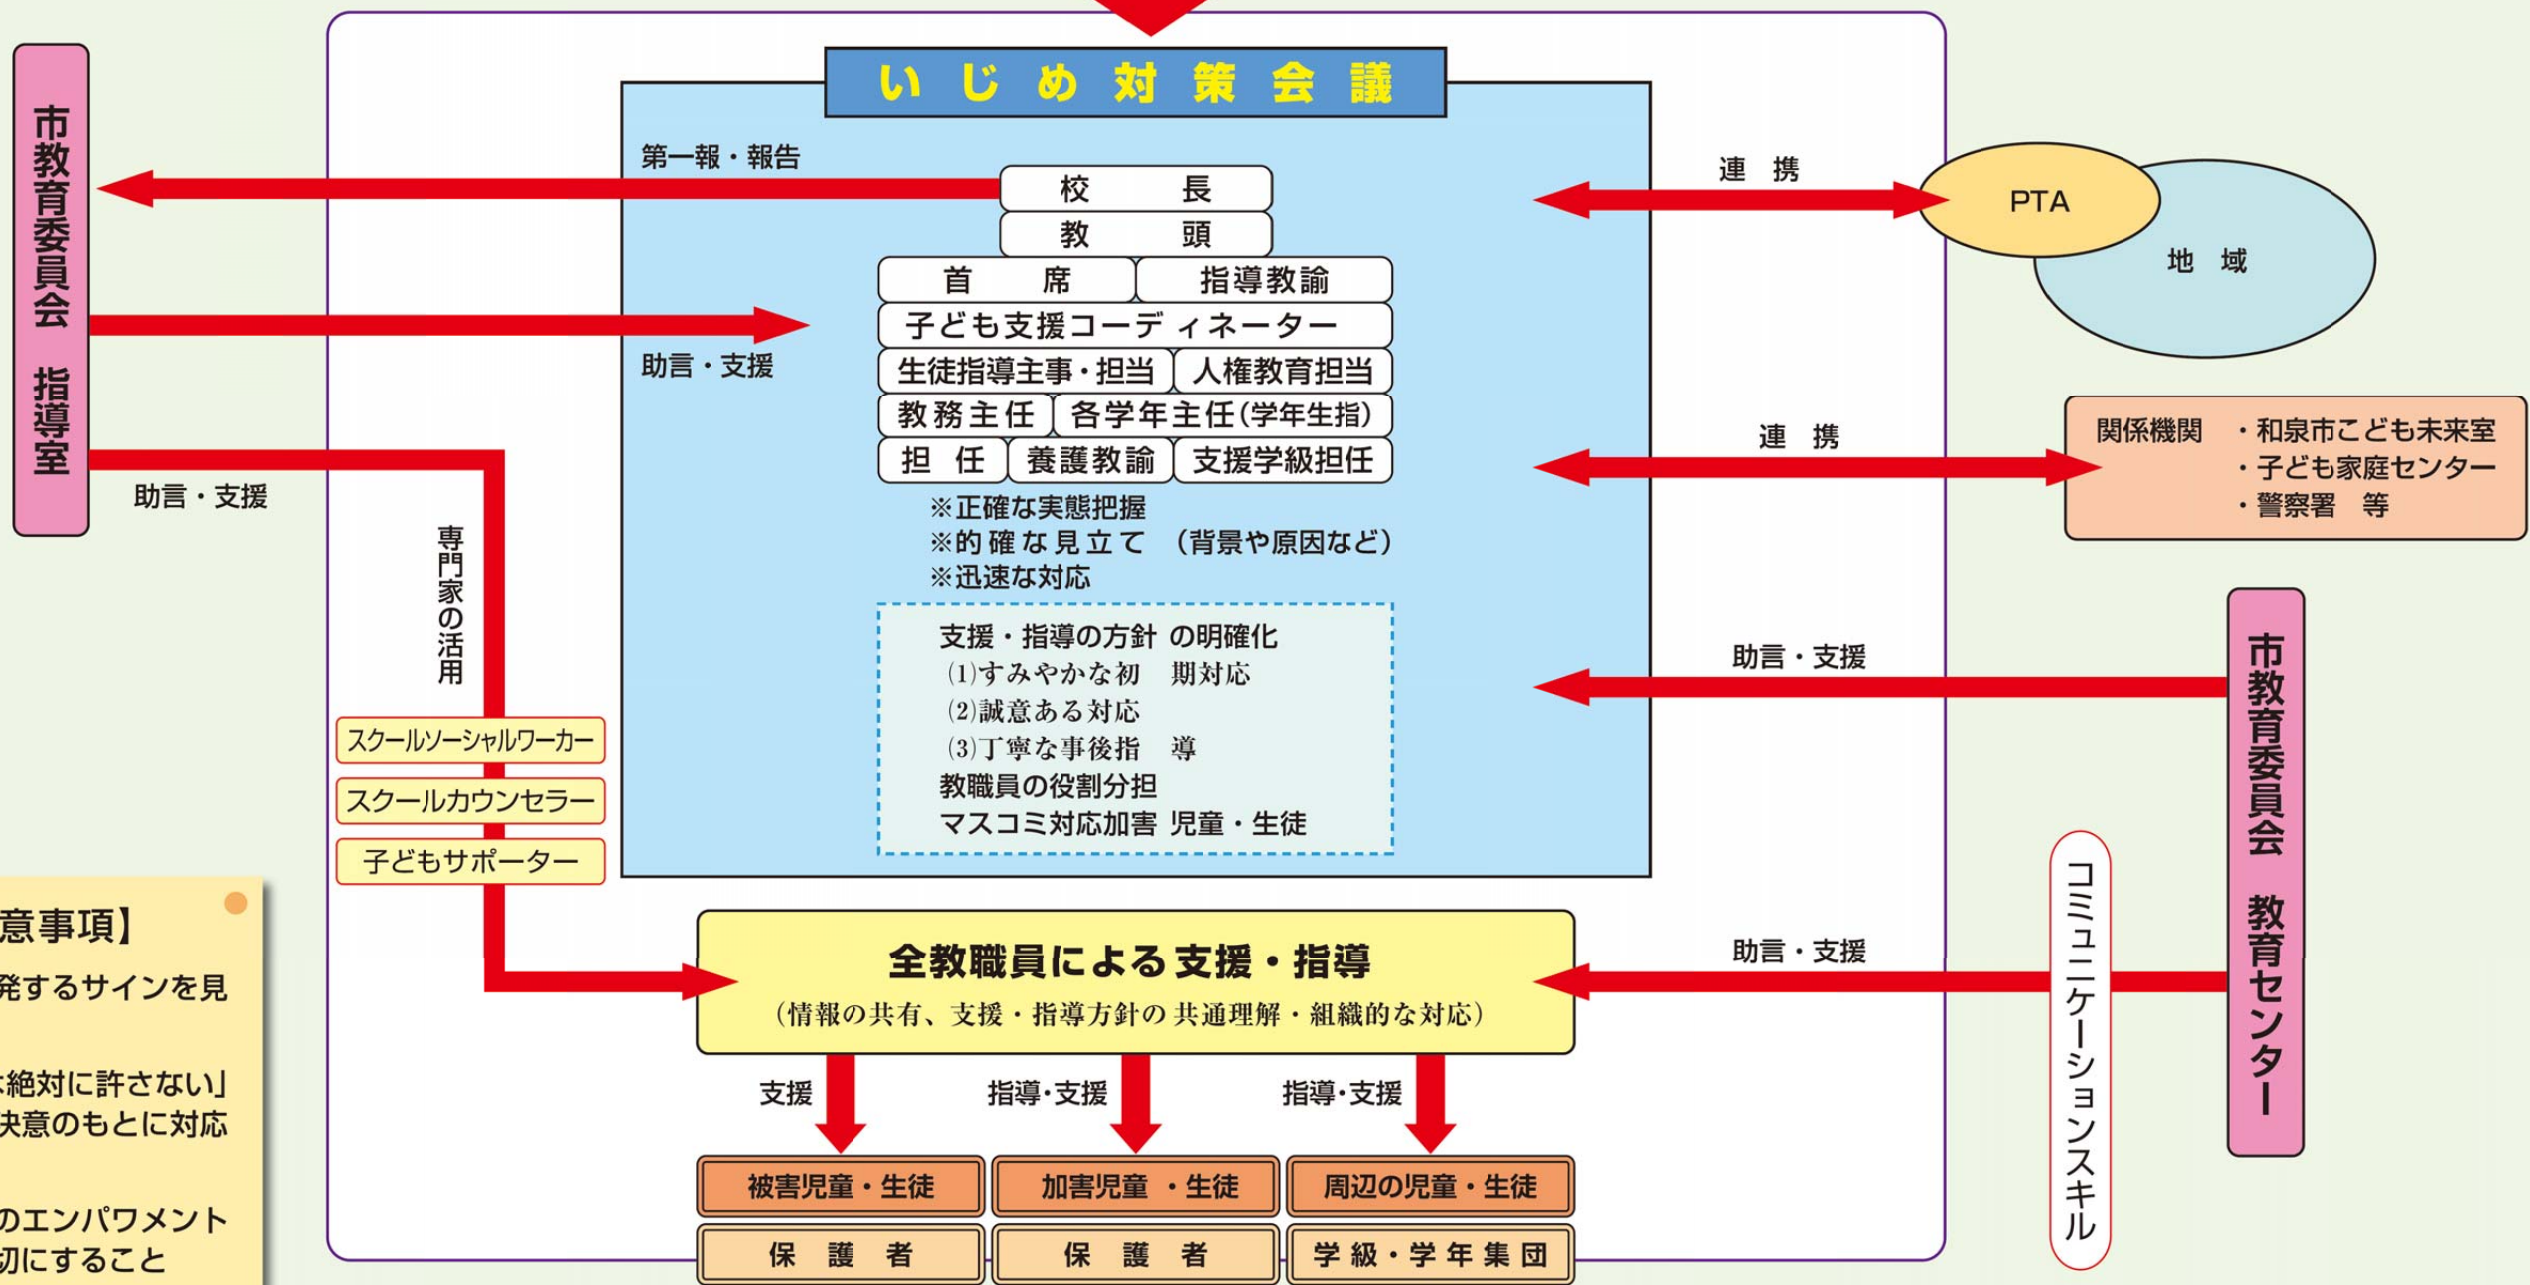 いじめ対策会議
市教育委員会 指導室
第一報・報告
校長
教頭
首席 指導教諭
子ども支援コーディネーター
生徒指導主事・担当 人権教育担当
教務主任 各学年主任(学年生指)
担任 養護教諭 支援学級担任
※正確な実態把握
※的確な見立て (背景や原因など)
※迅速な対応
支援・指導の方針 の明確化
(1)すみやかな初 期対応
(2)誠意ある対応
(3)丁寧な事後指 導
教職員の役割分担
マスコミ対応加害 児童・生徒
助言・支援
助言・支援
専門家の活用
スクールソーシャルワーカー
スクールカウンセラー
子どもサポーター
連携
PTA
地域
連携
関係機関 ・和泉市こども未来室
・子ども家庭センター
・警察署 等
助言・支援
市教育委員会 教育センター
助言・支援
コミュニケーションスキル
全教職員による支援・指導
(情報の共有、支援・指導方針の 共通理解・組織的な対応)
支援
指導・支援
指導・支援
被害児童・生徒
加害児童 ・生徒
周辺の児童・生徒
保護者
保護者
学級・学年集団
意事項】
発するサインを見
絶対に許さない」
決意のもとに対応
のエンパワメント
切にすること